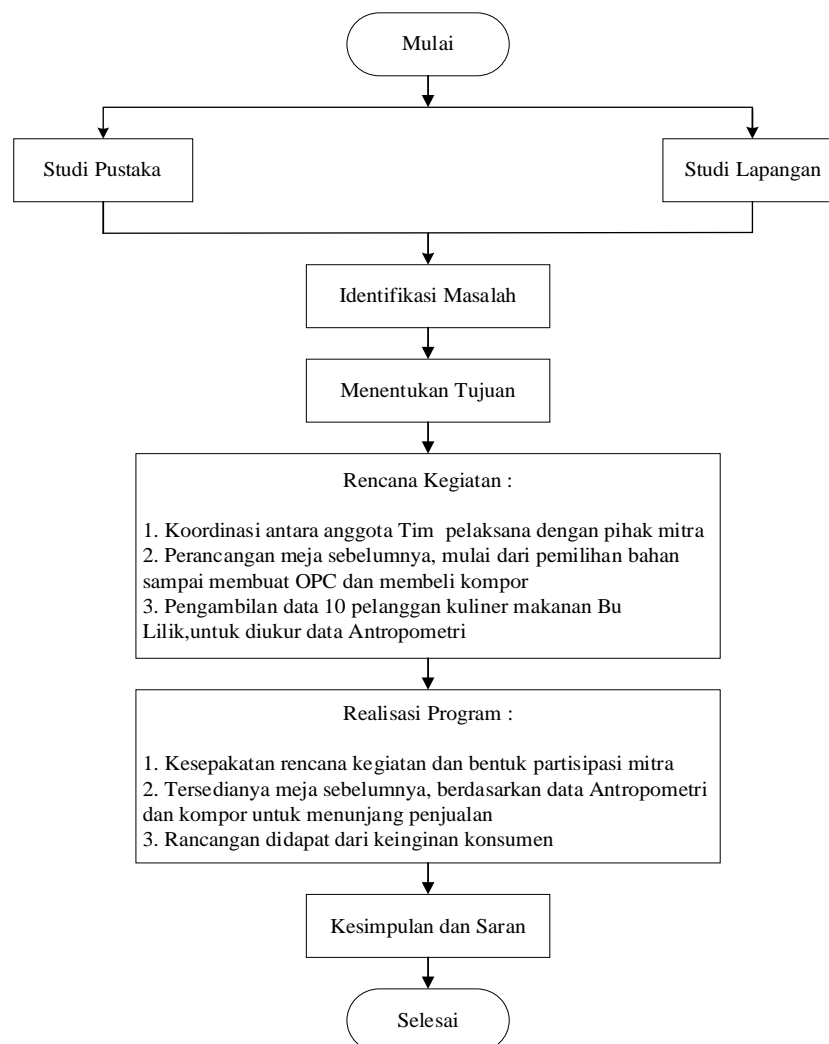 Mulai
Studi Pustaka
Studi Lapangan
Identifikasi Masalah
Menentukan Tujuan
Rencana Kegiatan :
1. Koordinasi antara anggota Tim  pelaksana dengan pihak mitra
2. Perancangan meja sebelumnya, mulai dari pemilihan bahan
sampai membuat OPC dan membeli kompor
3. Pengambilan data 10 pelanggan kuliner makanan Bu
Lilik,untuk diukur data Antropometri
Realisasi Program :
1. Kesepakatan rencana kegiatan dan bentuk partisipasi mitra
2. Tersedianya meja sebelumnya, berdasarkan data Antropometri
dan kompor untuk menunjang penjualan
3. Rancangan didapat dari keinginan konsumen
Kesimpulan dan Saran
Selesai